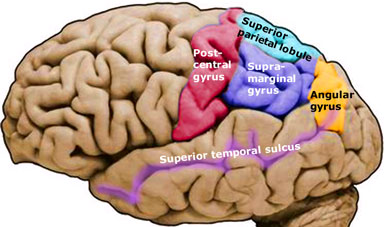 Superior
parietal lobule
Post-
central
gyrus
Supra-
marginal
gyrus
Angular
gyrus
Superior temporal sulcus